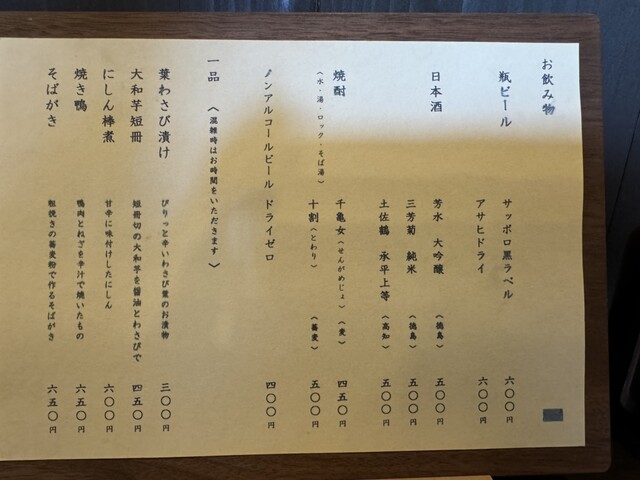 お飲み物
瓶ビール
サッポロ黒ラベル 六〇〇円
アサヒドライ 六〇〇円
日本酒
芳水 大吟醸 〈徳島〉 五〇〇円
三芳菊 純米 〈徳島〉 五〇〇円
土佐鶴 承平上等 〈高知〉 五〇〇円
焼酎
〈水・湯・ロック・そば湯〉
千亀女〈せんがめじょ〉 〈麦〉 四五〇円
十割〈とわり〉 〈蕎麦〉 五〇〇円
ノンアルコールビール ドライゼロ 四〇〇円
一品 〈混雑時はお時間をいただきます〉
葉わさび漬け ぴりっと辛いわさび葉のお漬物 三〇〇円
大和芋短冊 短冊切の大和芋を醤油とわさびで 四五〇円
にしん棒煮 甘辛に味付けしたにしん 六〇〇円
焼き鴨 鴨肉とねぎを辛汁で焼いたもの 六五〇円
そばがき 粗挽きの蕎麦粉で作るそばがき 六五〇円